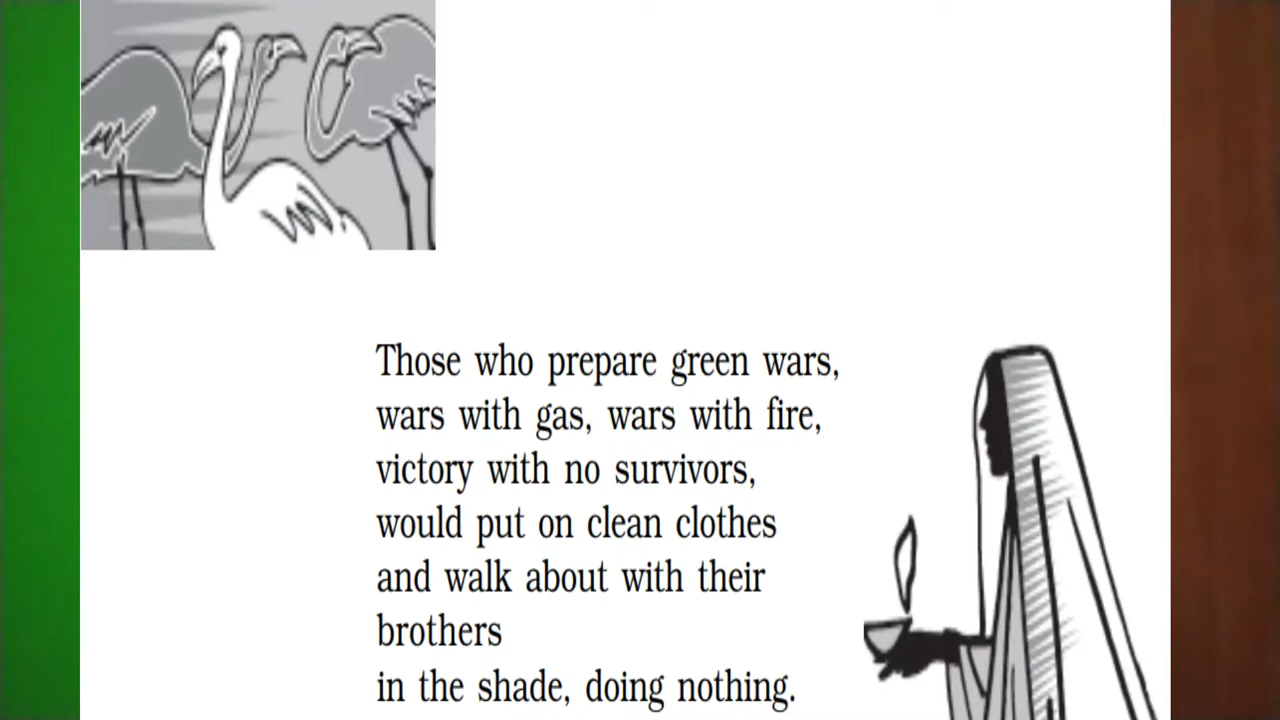 Those who prepare green wars,
wars with gas, wars with fire,
victory with no survivors,
would put on clean clothes
and walk about with their
brothers
in the shade, doing nothing.